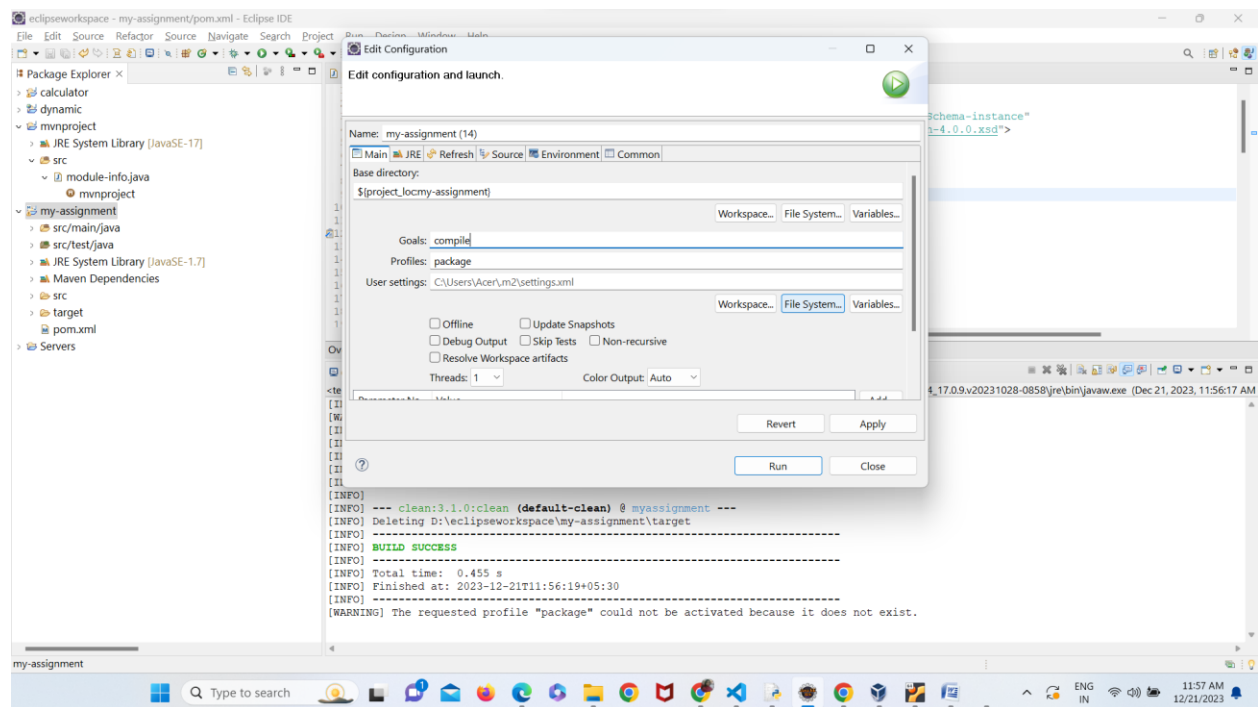 eclipseworkspace - my-assignment/pom.xml - Eclipse IDE
File Edit Source Refactor Source Navigate Search Project Run Design Window Help
Package Explorer
calculator
dynamic
mvnproject
JRE System Library [JavaSE-17]
src
module-info.java
mvnproject
my-assignment
src/main/java
src/test/java
JRE System Library [JavaSE-1.7]
Maven Dependencies
src
target
pom.xml
Servers
Edit Configuration
Edit configuration and launch.
Name: my-assignment (14)
Main JRE Refresh Source Environment Common
Base directory:
${project_loc:my-assignment}
Workspace... File System... Variables...
Goals: compile
Profiles: package
User settings: C:\Users\Acer\.m2\settings.xml
Workspace... File System... Variables...
Offline Update Snapshots
Debug Output Skip Tests Non-recursive
Resolve Workspace artifacts
Threads: 1 Color Output: Auto
Revert Apply
Run Close
Schema-instance"
-4.0.0.xsd">
4_17.0.9.v20231028-0858\jre\bin\javaw.exe (Dec 21, 2023, 11:56:17 AM
[INFO]
[INFO] --- clean:3.1.0:clean (default-clean) @ myassignment ---
[INFO] Deleting D:\eclipseworkspace\my-assignment\target
[INFO] ------------------------------------------------------------------------
[INFO] BUILD SUCCESS
[INFO] ------------------------------------------------------------------------
[INFO] Total time:  0.455 s
[INFO] Finished at: 2023-12-21T11:56:19+05:30
[INFO] ------------------------------------------------------------------------
[WARNING] The requested profile "package" could not be activated because it does not exist.
my-assignment
Type to search
ENG
IN
11:57 AM
12/21/2023